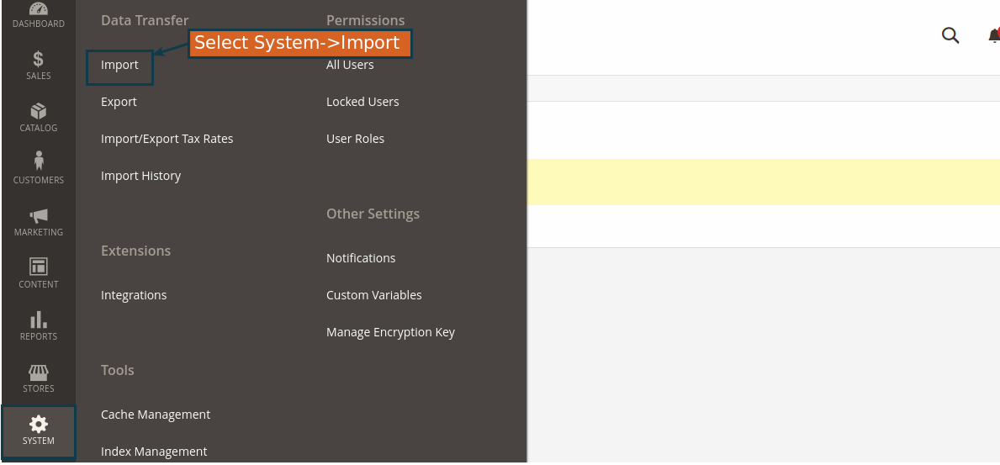 DASHBOARD
SALES
CATALOG
CUSTOMERS
MARKETING
CONTENT
REPORTS
STORES
SYSTEM
Data Transfer
Select System->Import
Import
Export
Import/Export Tax Rates
Import History
Extensions
Integrations
Tools
Cache Management
Index Management
Permissions
All Users
Locked Users
User Roles
Other Settings
Notifications
Custom Variables
Manage Encryption Key